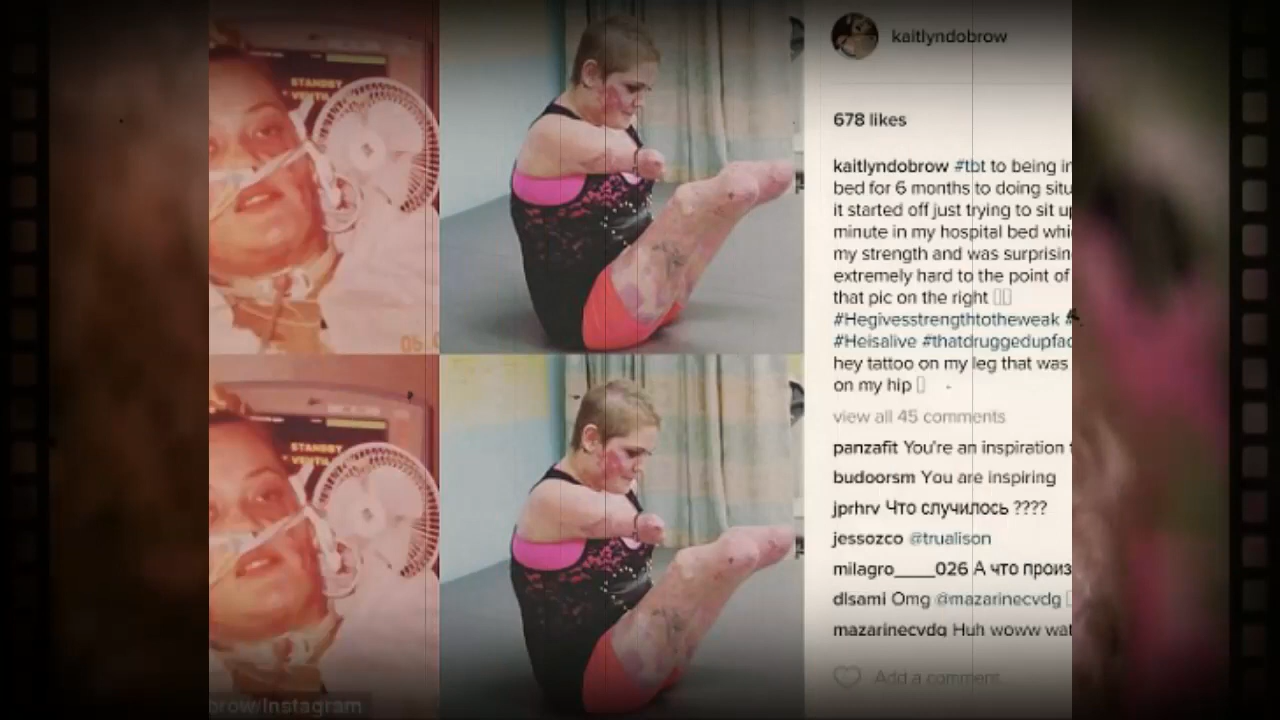 kaitlyndobrow
678 likes
kaitlyndobrow #tbt to being in
bed for 6 months to doing situ
it started off just trying to sit up
minute in my hospital bed whi
my strength and was surprisin
extremely hard to the point of
that pic on the right
#Hegivesstrengthtotheweak #
#Heisalive #thatdruggedupfac
hey tattoo on my leg that was
on my hip
view all 45 comments
panzafit You're an inspiration
budoorsm You are inspiring
jprhrv Что случилось ????
jessozco @trualison
milagro____026 А что произ
dlsami Omg @mazarinecvdg
mazarinecvdg Huh woww wat
Add a comment
STANDBY
05
STANDBY
brow/Instagram